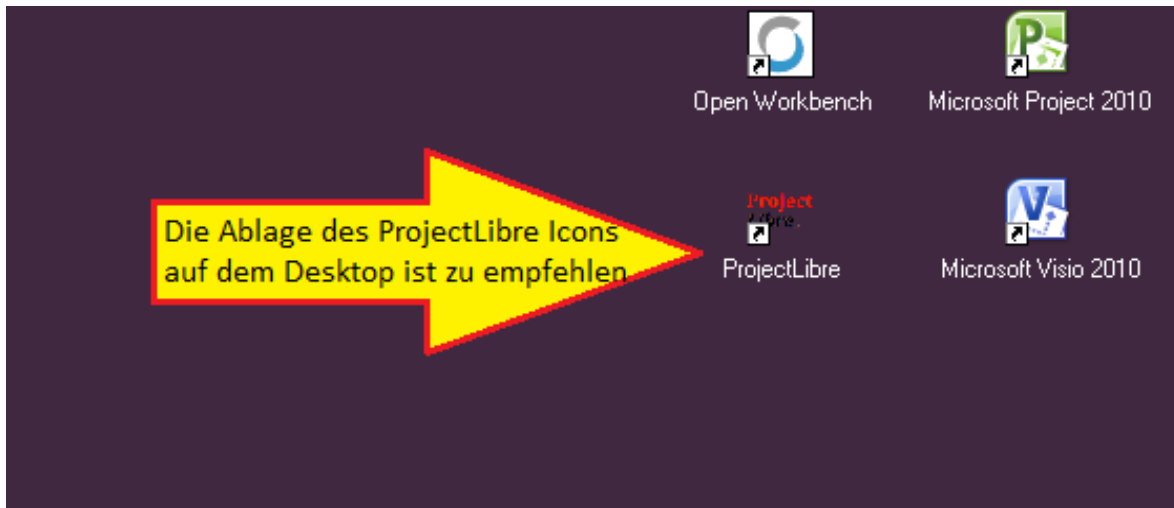 Open Workbench
Microsoft Project 2010
Project
Die Ablage des ProjectLibre Icons
auf dem Desktop ist zu empfehlen
ProjectLibre
Microsoft Visio 2010